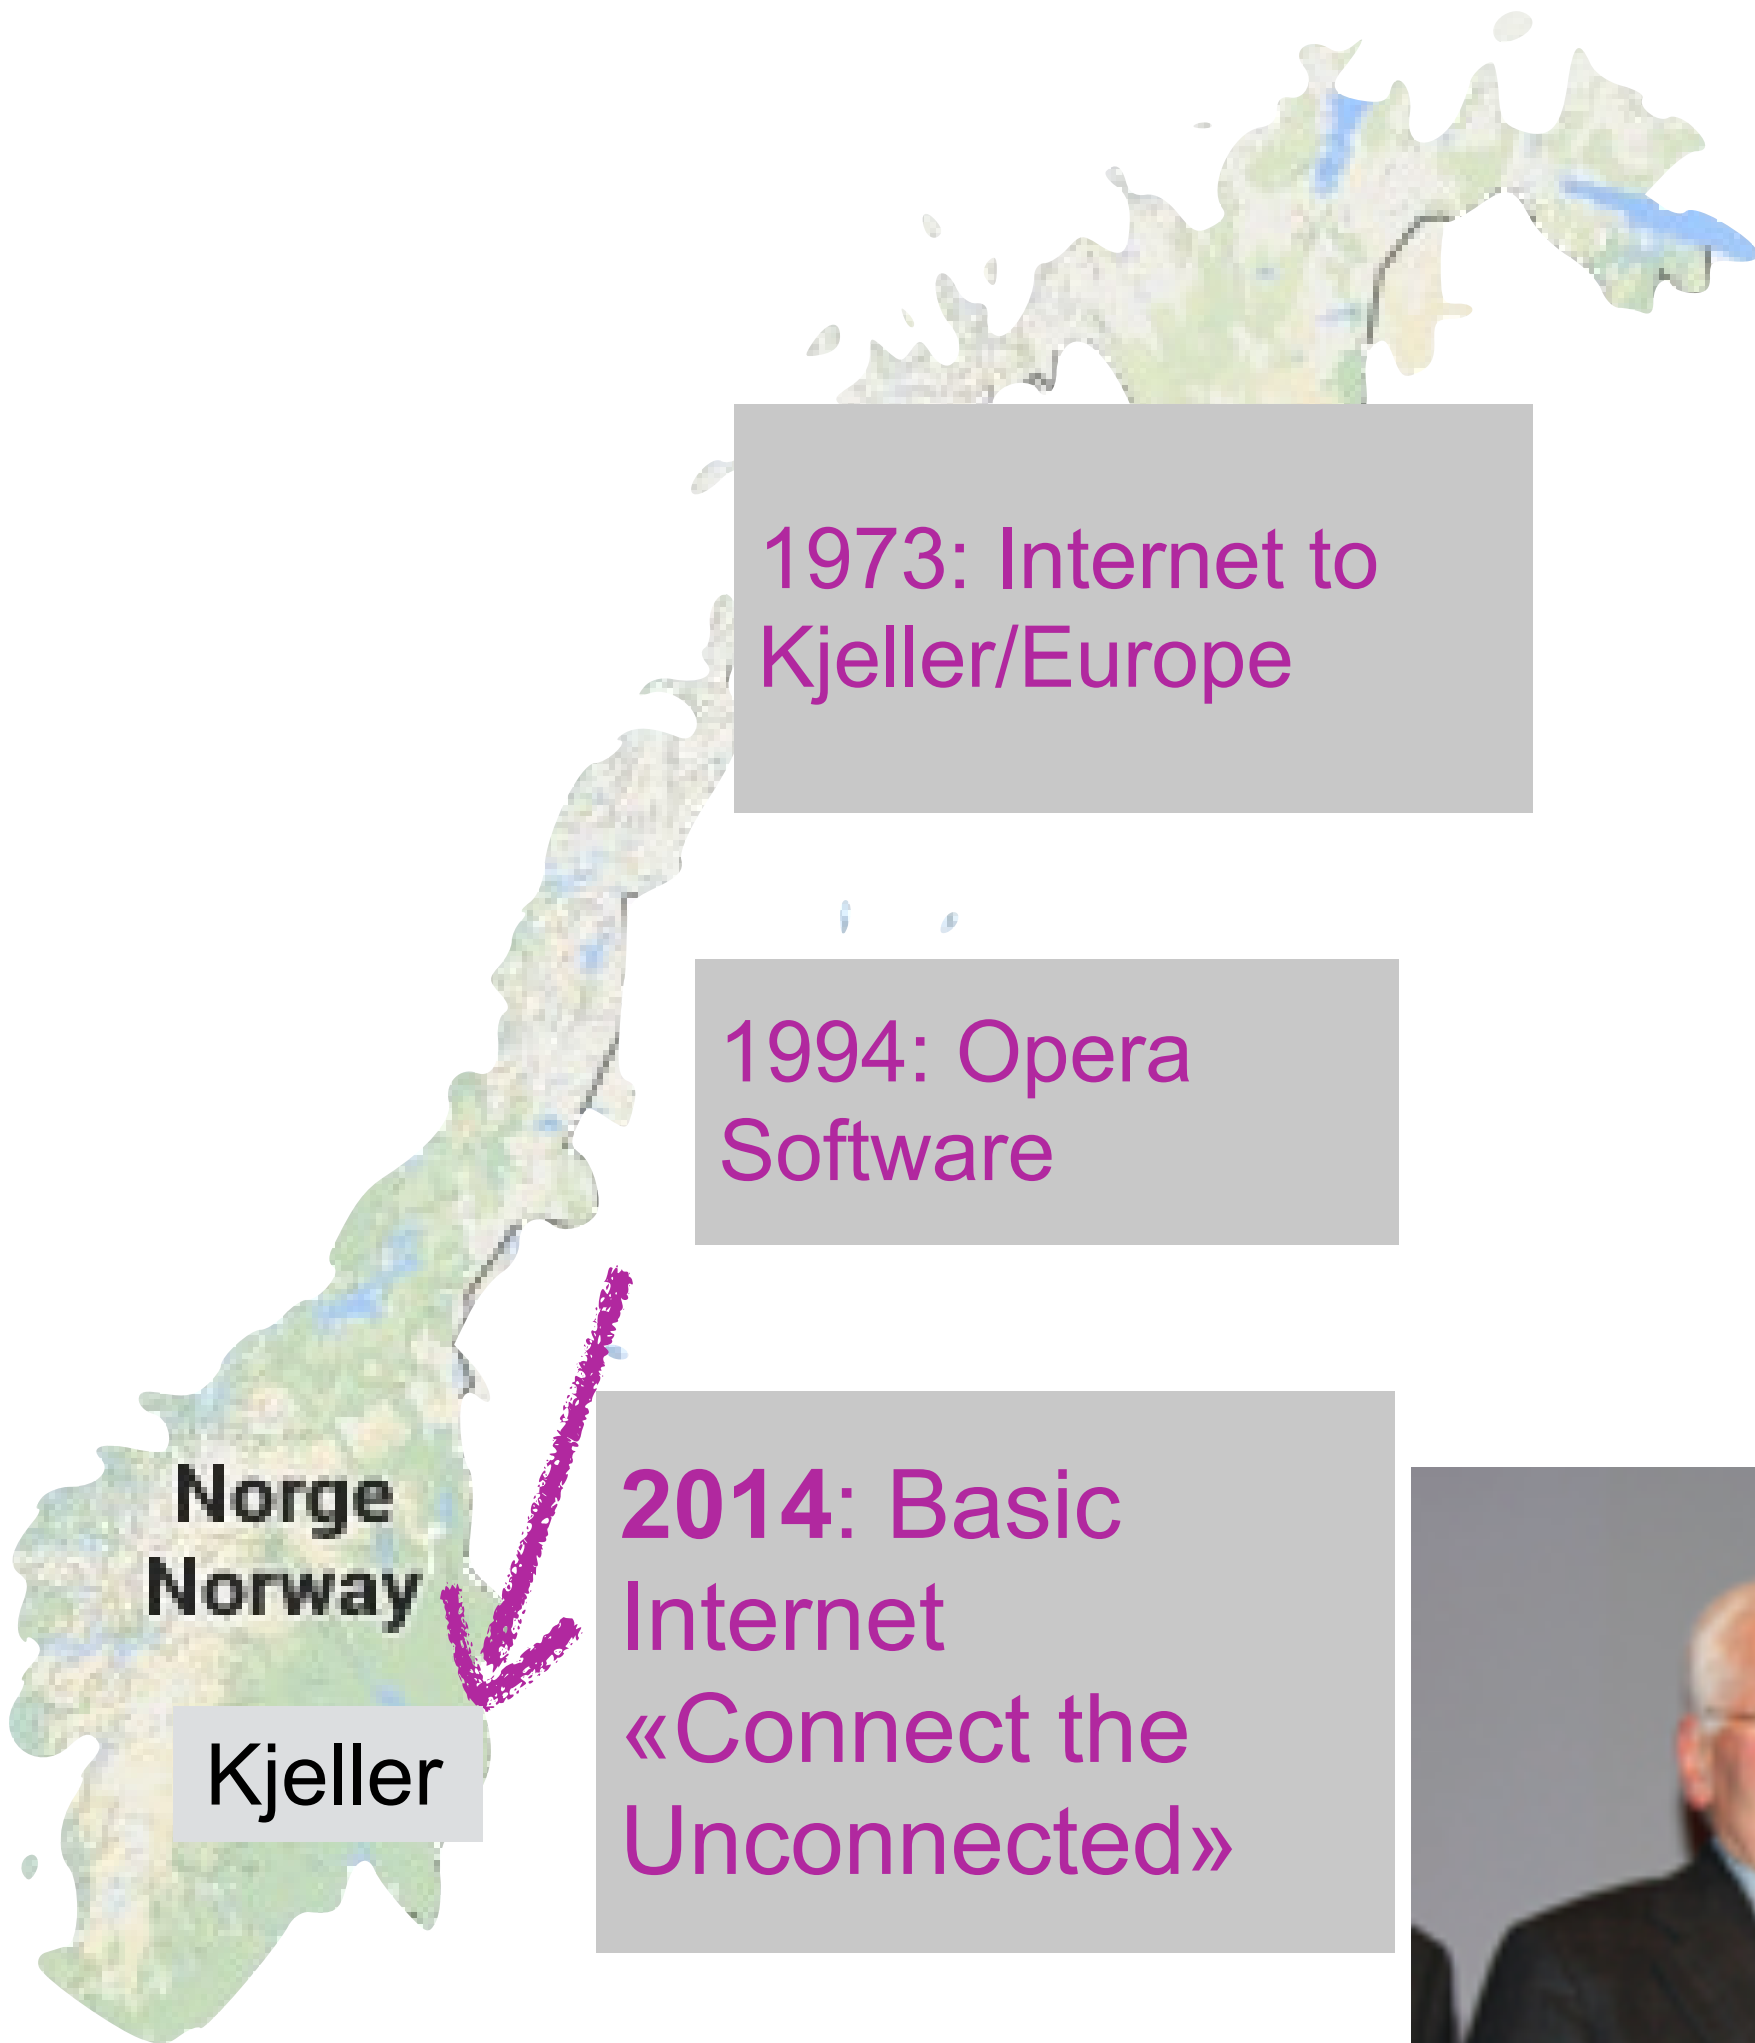 1973: Internet to
Kjeller/Europe
1994: Opera
Software
Norge
Norway
2014: Basic
Internet
«Connect the
Unconnected»
Kjeller